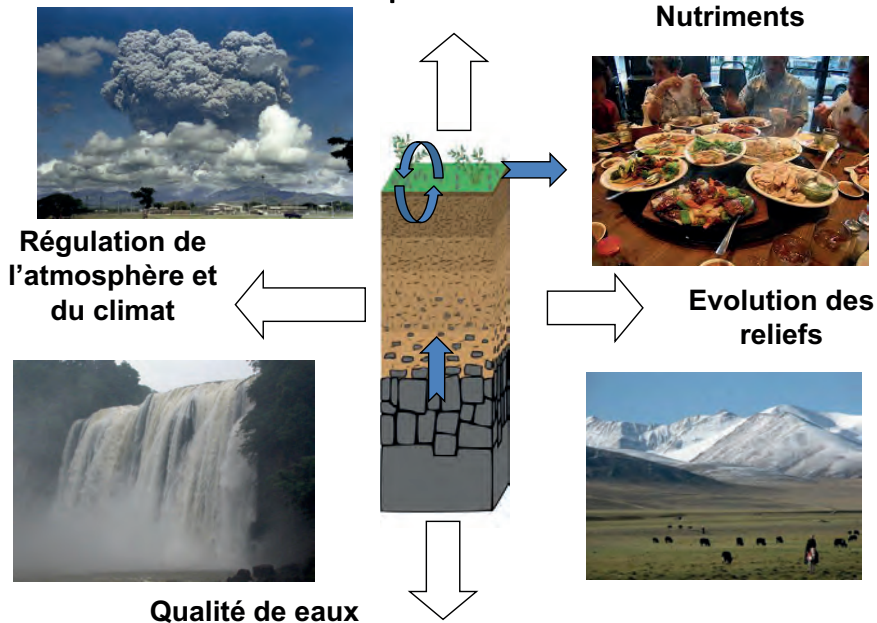 Nutriments
Régulation de
l'atmosphère et
du climat
Evolution des
reliefs
Qualité de eaux